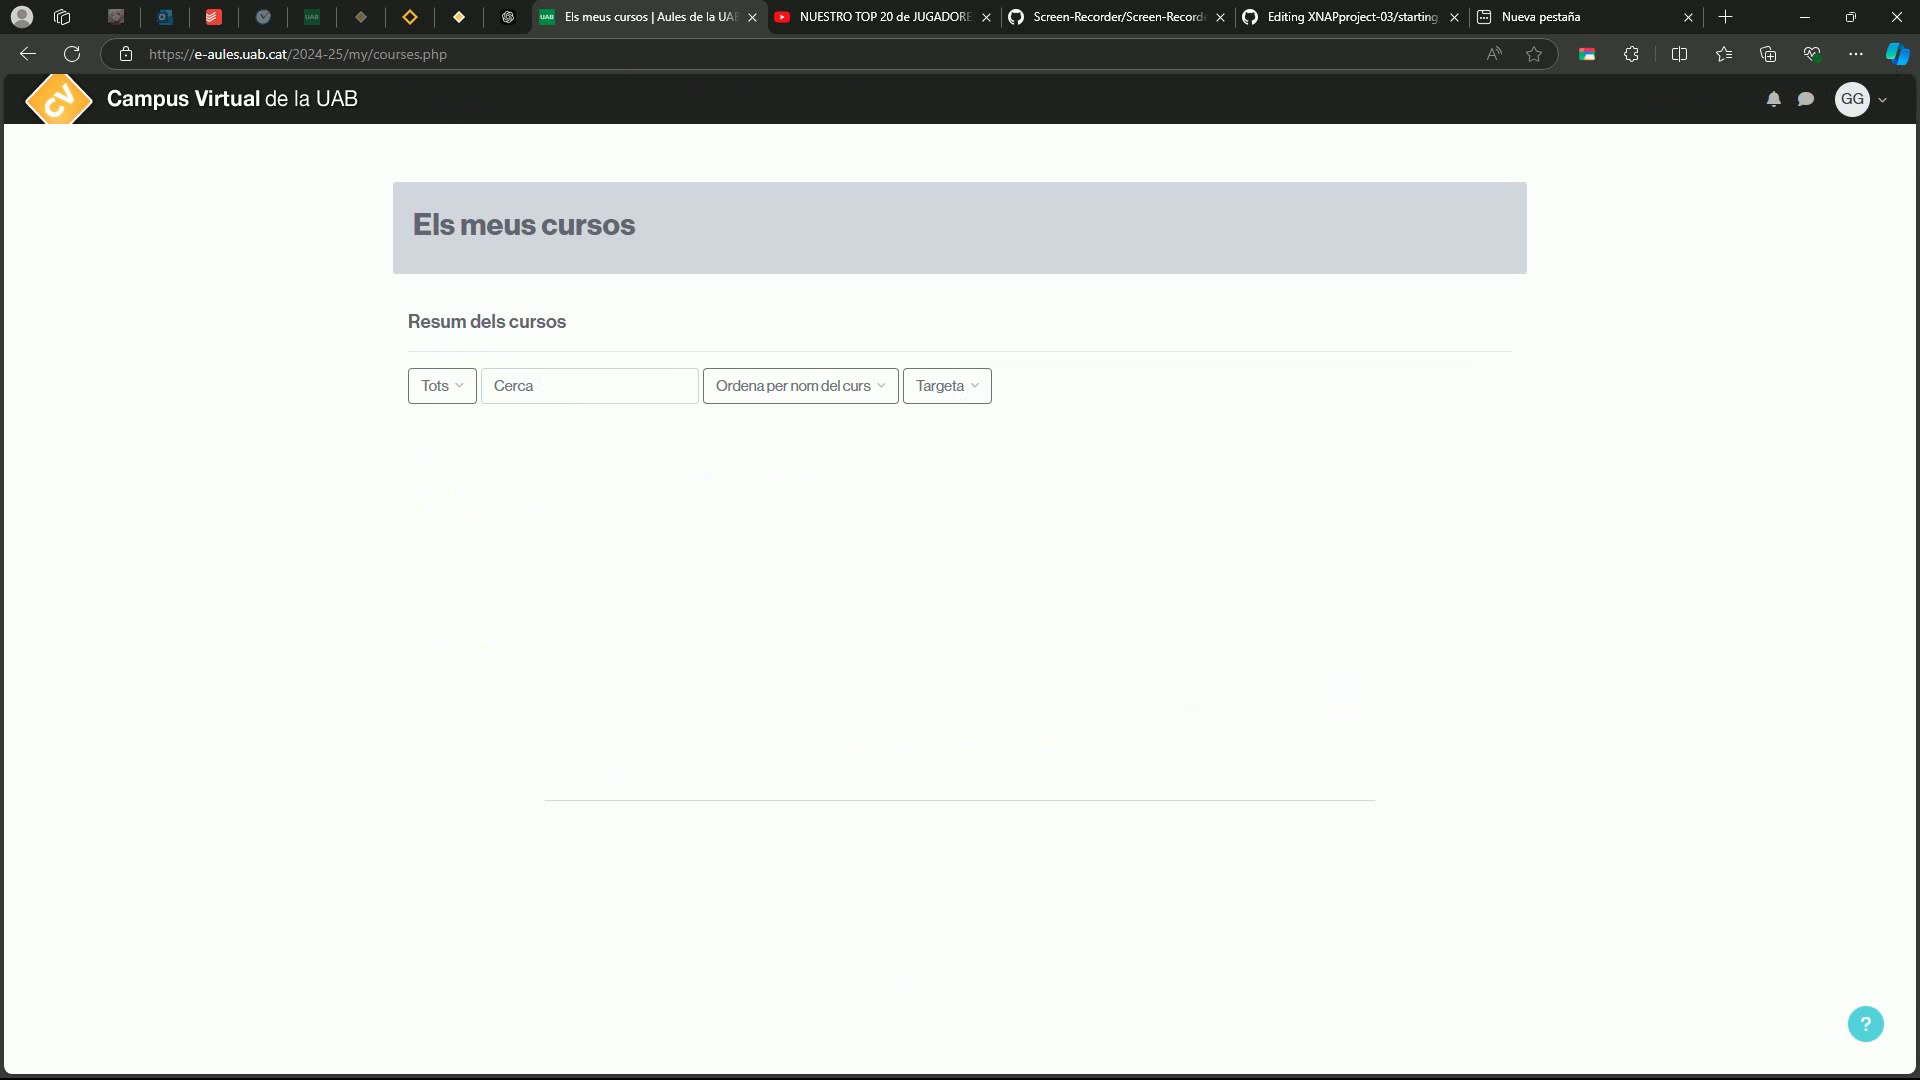 Els meus cursos | Aules de la UAB
NUESTRO TOP 20 de JUGADORE
Screen-Recorder/Screen-Record
Editing XNAPproject-03/starting
Nueva pestaña
https://e-aules.uab.cat/2024-25/my/courses.php
CV
Campus Virtual de la UAB
GG
Els meus cursos
Resum dels cursos
Tots
Cerca
Ordena per nom del curs
Targeta
?